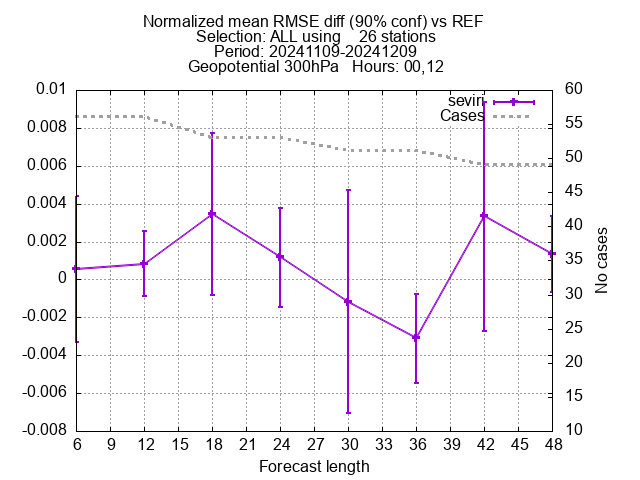 Normalized mean RMSE diff (90% conf) vs REF
Selection: ALL using    26 stations
Period: 20241109-20241209
Geopotential 300hPa   Hours: 00,12
seviri
Cases
0.01
0.008
0.006
0.004
0.002
0
-0.002
-0.004
-0.006
-0.008
60
55
50
45
40
35
30
25
20
15
10
No cases
6 9 12 15 18 21 24 27 30 33 36 39 42 45 48
Forecast length